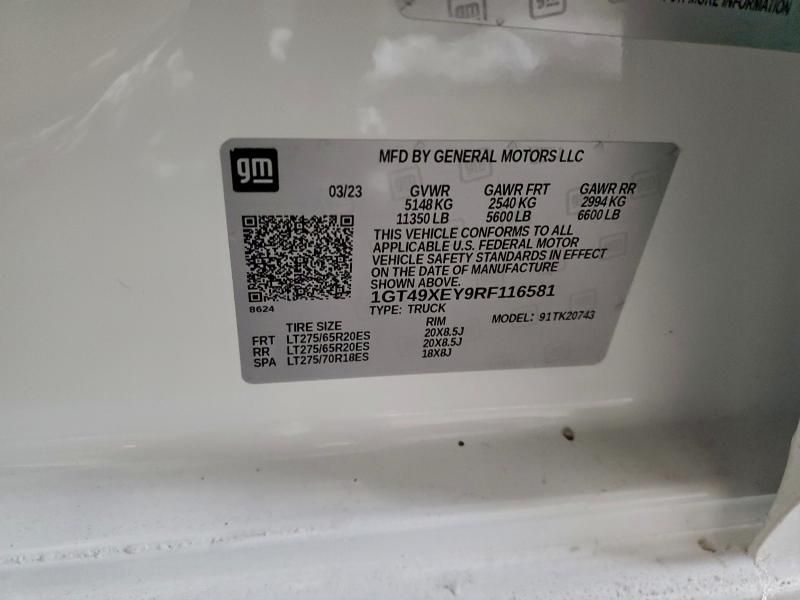 FOR MORE INFORMATION
gm
MFD BY GENERAL MOTORS LLC
03/23 GVWR GAWR FRT GAWR RR
5148 KG 2540 KG 2994 KG
11350 LB 5600 LB 6600 LB
THIS VEHICLE CONFORMS TO ALL
APPLICABLE U.S. FEDERAL MOTOR
VEHICLE SAFETY STANDARDS IN EFFECT
ON THE DATE OF MANUFACTURE
SHOWN ABOVE.
1GT49XEY9RF116581
8624
TYPE: TRUCK MODEL: 91TK20743
TIRE SIZE RIM
FRT LT275/65R20ES 20X8.5J
RR LT275/65R20ES 20X8.5J
SPA LT275/70R18ES 18X8J